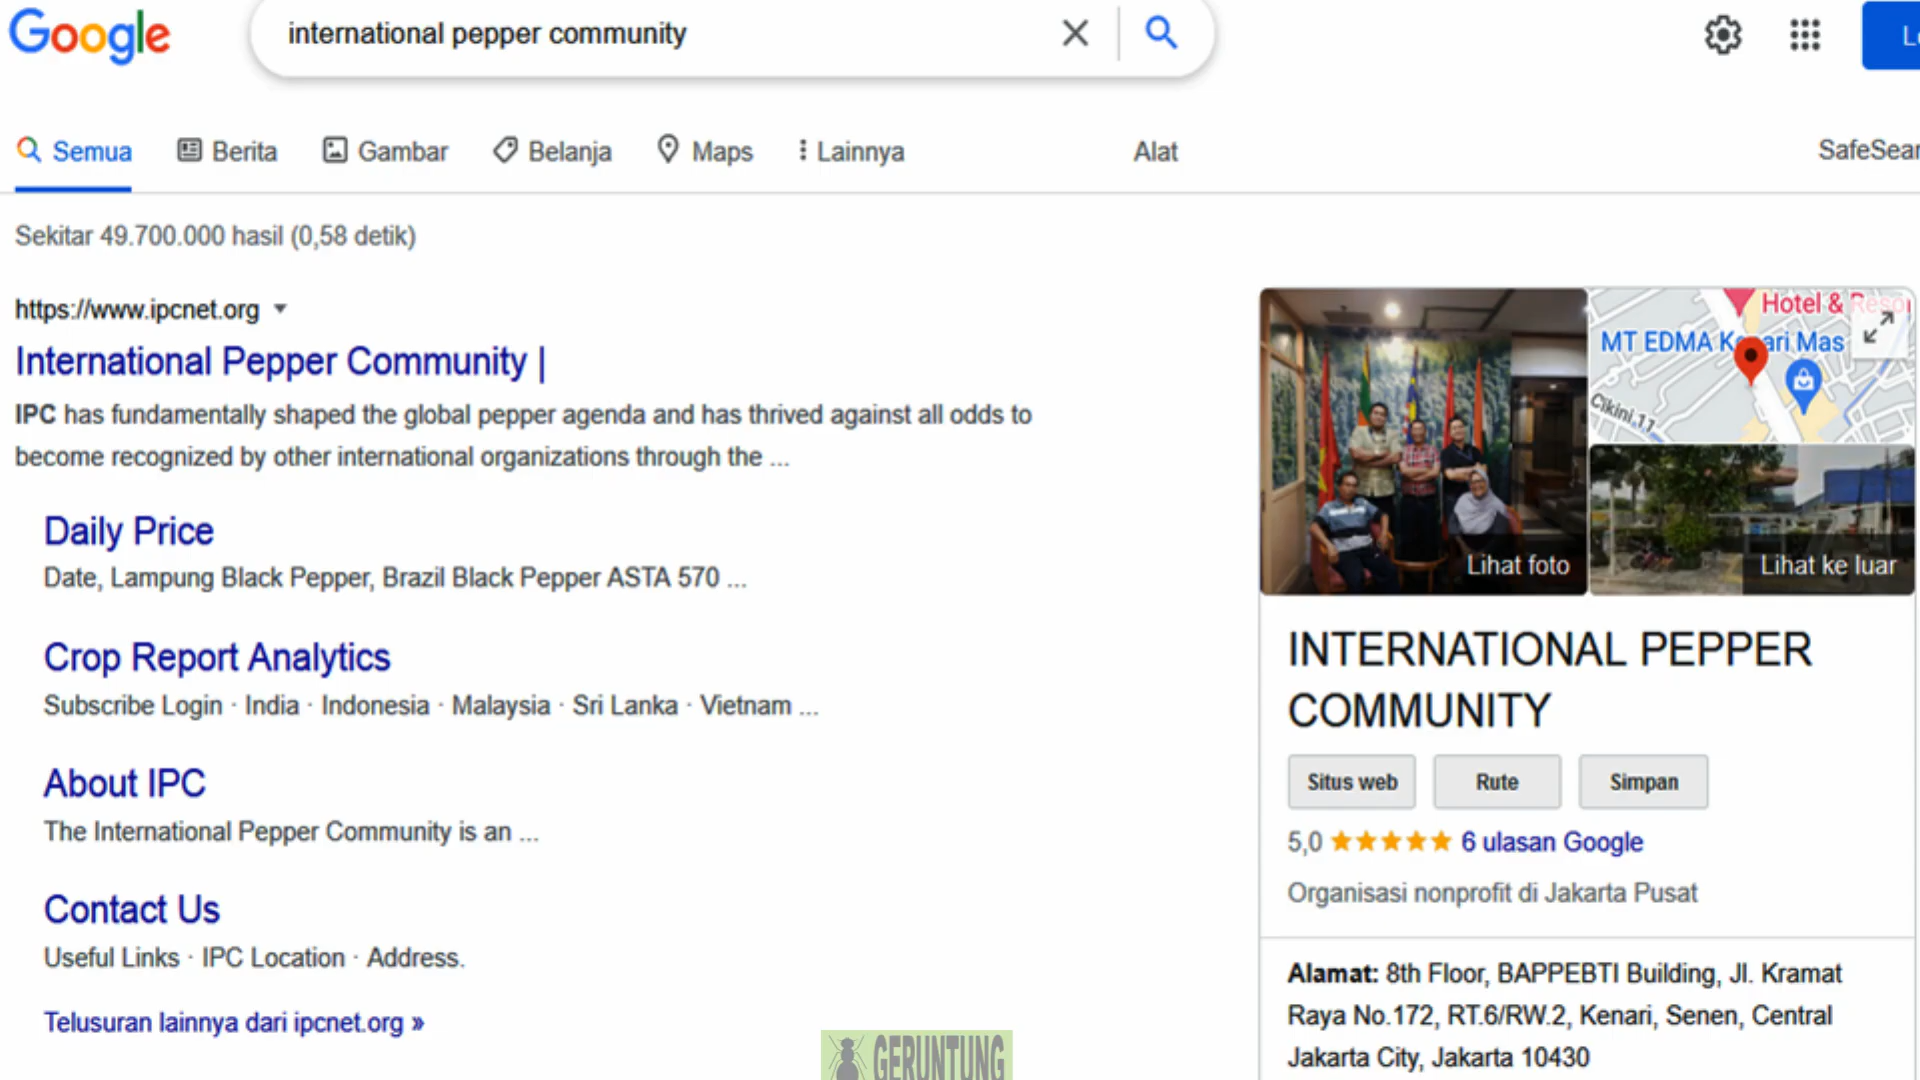 Google
international pepper community
Semua
Berita
Gambar
Belanja
Maps
Lainnya
Alat
Sekitar 49.700.000 hasil (0,58 detik)
https://www.ipcnet.org
International Pepper Community |
IPC has fundamentally shaped the global pepper agenda and has thrived against all odds to
become recognized by other international organizations through the ...
Daily Price
Date, Lampung Black Pepper, Brazil Black Pepper ASTA 570 ...
Crop Report Analytics
Subscribe Login · India · Indonesia · Malaysia · Sri Lanka · Vietnam ...
About IPC
The International Pepper Community is an ...
Contact Us
Useful Links · IPC Location · Address.
Telusuran lainnya dari ipcnet.org »
Hotel &
MT EDMA
Mas
Cikini
Lihat foto
Lihat ke luar
INTERNATIONAL PEPPER
COMMUNITY
Situs web
Rute
Simpan
5,0
6 ulasan Google
Organisasi nonprofit di Jakarta Pusat
Alamat: 8th Floor, BAPPEBTI Building, Jl. Kramat
Raya No.172, RT.6/RW.2, Kenari, Senen, Central
Jakarta City, Jakarta 10430
GERUNTUNG